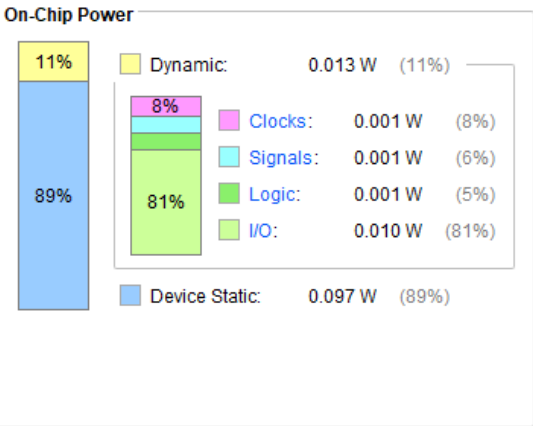 On-Chip Power
11% Dynamic: 0.013 W (11%)
8% Clocks: 0.001 W (8%)
Signals: 0.001 W (6%)
Logic: 0.001 W (5%)
89% 81% I/O: 0.010 W (81%)
Device Static: 0.097 W (89%)